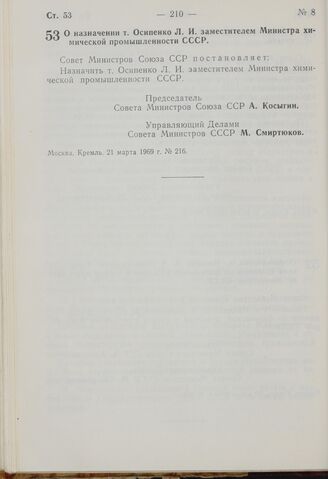 Ст. 53 — 210 — № 8
53 О назначении т. Осипенко Л. И. заместителем Министра хи-
мической промышленности СССР.
Совет Министров Союза ССР постановляет:
Назначить т. Осипенко Л. И. заместителем Министра хими-
ческой промышленности СССР.
Председатель
Совета Министров Союза ССР А. Косыгин.
Управляющий Делами
Совета Министров СССР М. Смиртюков.
Москва, Кремль. 21 марта 1969 г. № 216.